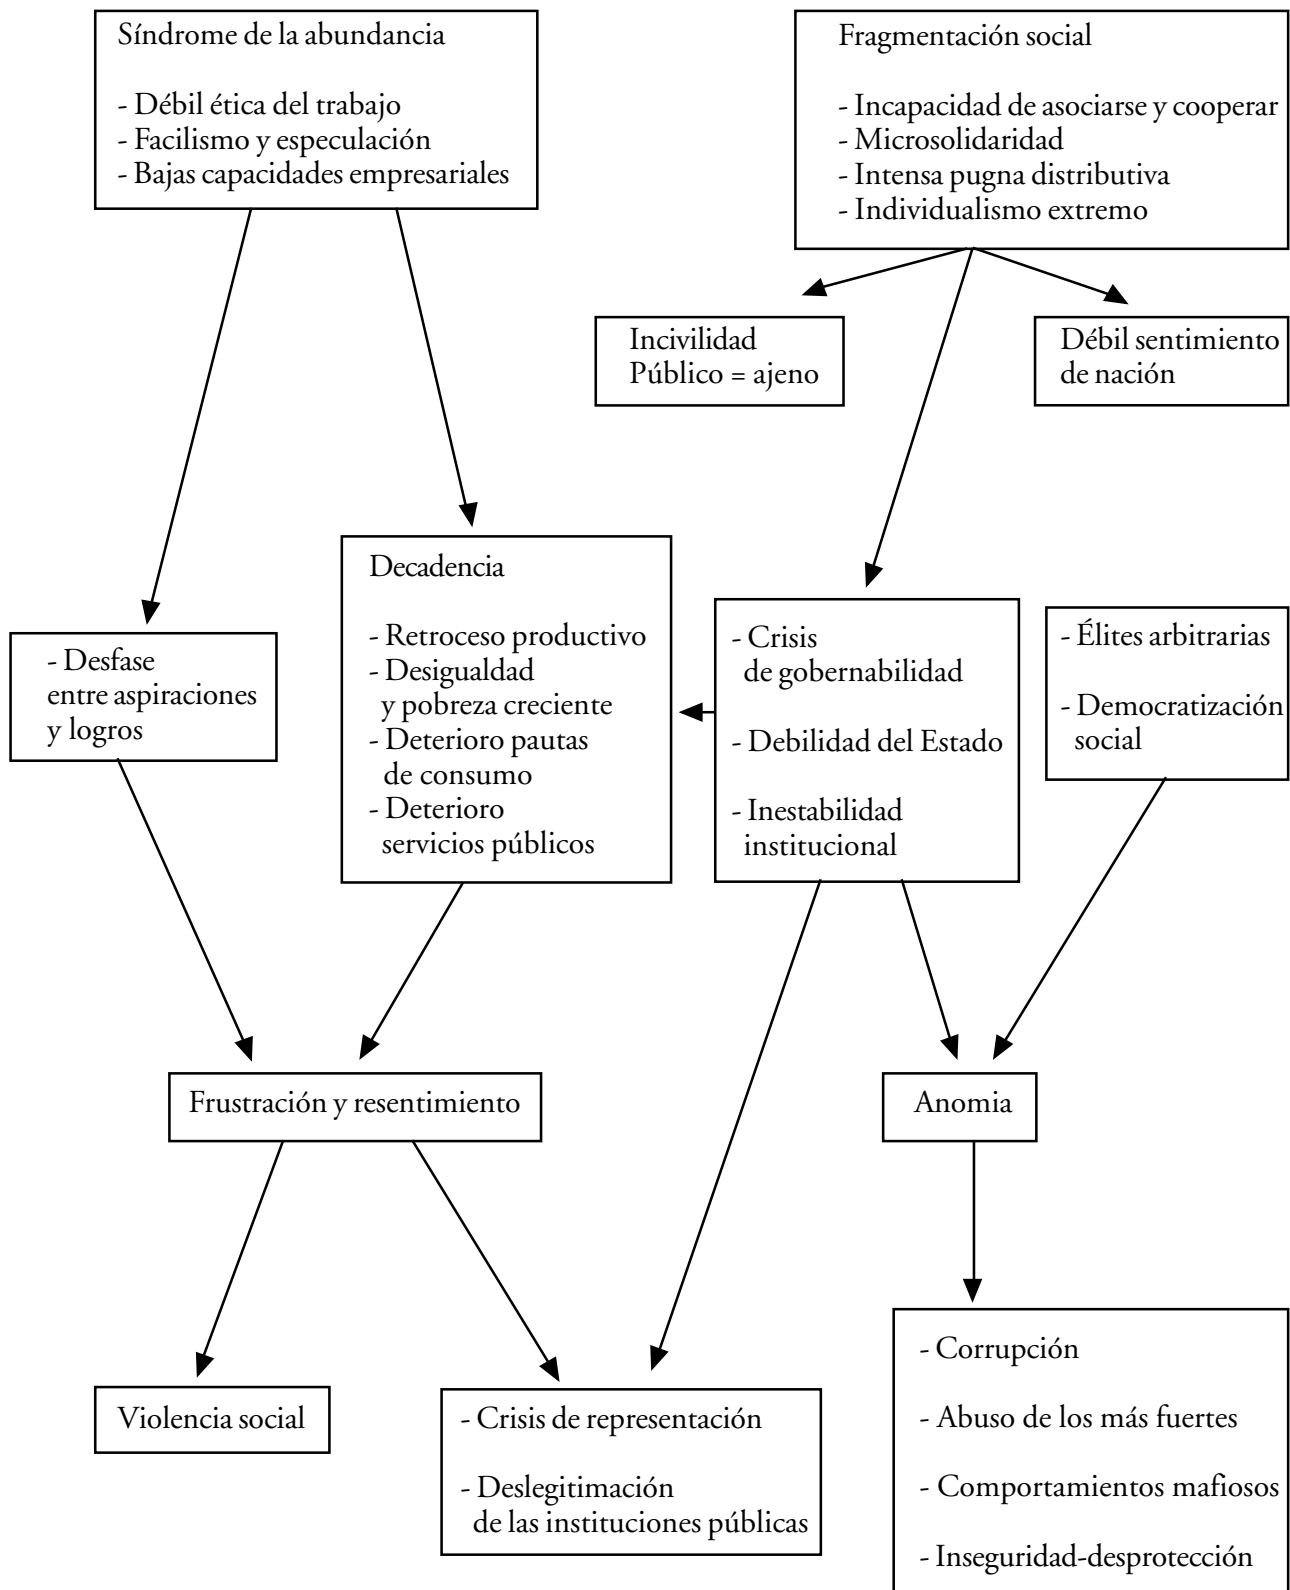 Síndrome de la abundancia
- Débil ética del trabajo
- Facilismo y especulación
- Bajas capacidades empresariales
Fragmentación social
- Incapacidad de asociarse y cooperar
- Microsolidaridad
- Intensa pugna distributiva
- Individualismo extremo
Incivilidad
Público = ajeno
Débil sentimiento
de nación
- Desfase
entre aspiraciones
y logros
Decadencia
- Retroceso productivo
- Desigualdad
y pobreza creciente
- Deterioro pautas
de consumo
- Deterioro
servicios públicos
- Crisis
de gobernabilidad
- Debilidad del Estado
- Inestabilidad
institucional
- Élites arbitrarias
- Democratización
social
Frustración y resentimiento
Anomia
Violencia social
- Crisis de representación
- Deslegitimación
de las instituciones públicas
- Corrupción
- Abuso de los más fuertes
- Comportamientos mafiosos
- Inseguridad-desprotección